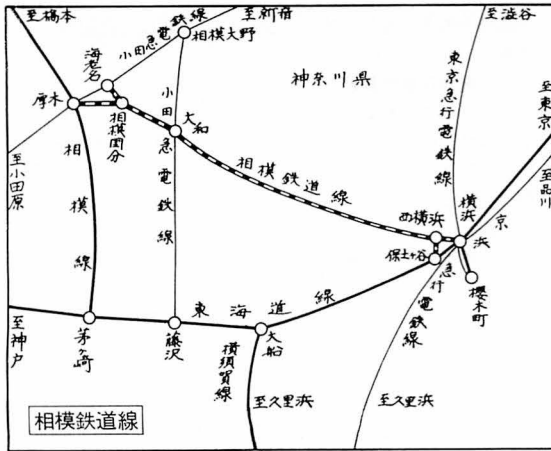 至橋本
至新宿
至渋谷
小田急電鉄線
相模大野
海老名
神奈川県
東京急行電鉄線
至東京
厚木
相模国分
大和
小田急電鉄線
相模鉄道線
至品川
至小田原
相模線
西横浜
横浜
京浜急行電鉄線
保土ヶ谷
桜木町
東海道線
至神戸
茅ヶ崎
藤沢
大船
横須賀線
至久里浜
至久里浜
相模鉄道線